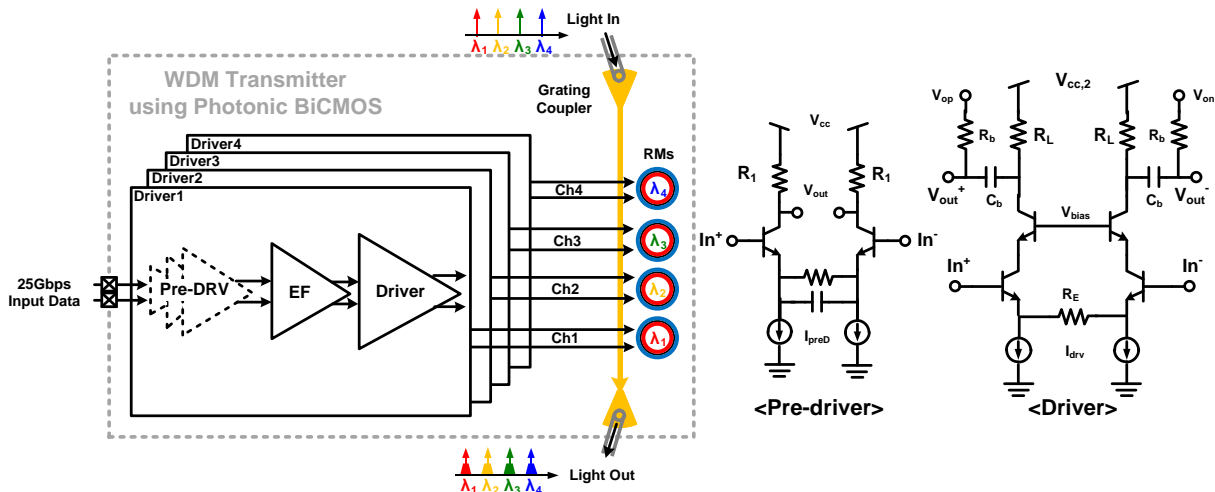 Light In
λ1 λ2 λ3 λ4
WDM Transmitter
using Photonic BiCMOS
Grating
Coupler
Driver4
Driver3
Driver2
Driver1
RMs
Ch4
λ4
Ch3
λ3
Ch2
λ2
Ch1
λ1
25Gbps
Input Data
Pre-DRV
EF
Driver
Light Out
λ1 λ2 λ3 λ4
Vcc
R1
R1
Vout
In+
In-
IpreD
<Pre-driver>
Vcc,2
Vop
Von
Rb
RL
RL
Rb
Vout+
Cb
Cb
Vout-
Vbias
In+
In-
RE
Idrv
<Driver>